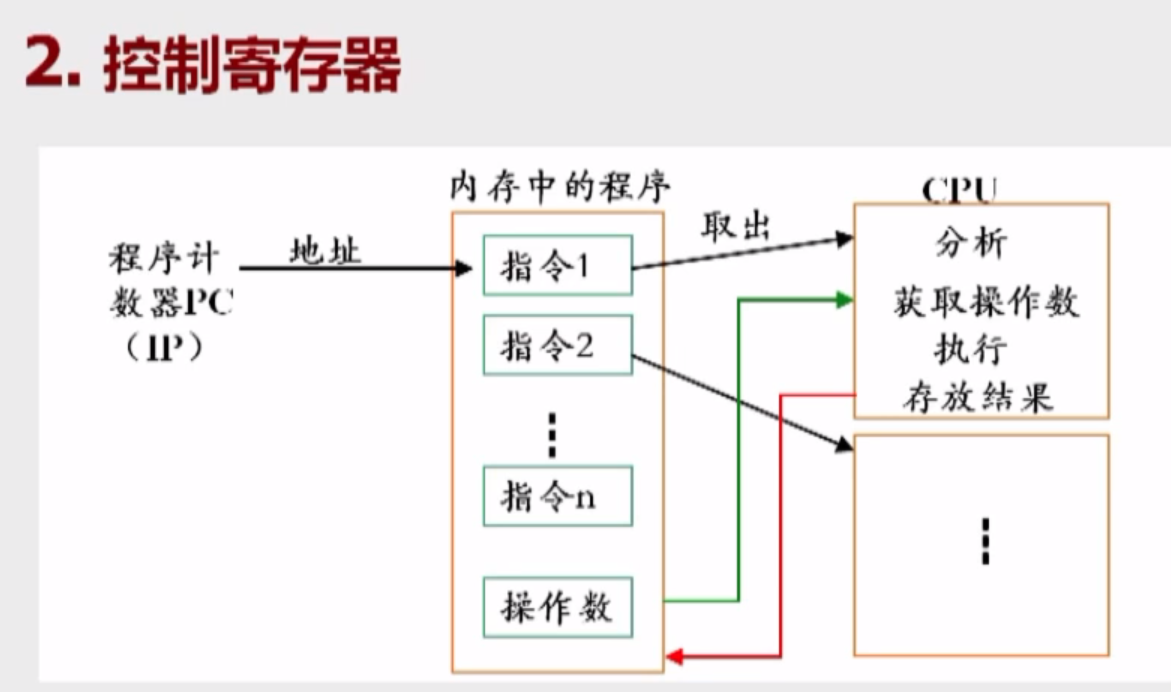 2. 控制寄存器
内存中的程序
CPU
程序计
数器PC
（IP）
地址
指令1
指令2
指令n
操作数
取出
分析
获取操作数
执行
存放结果